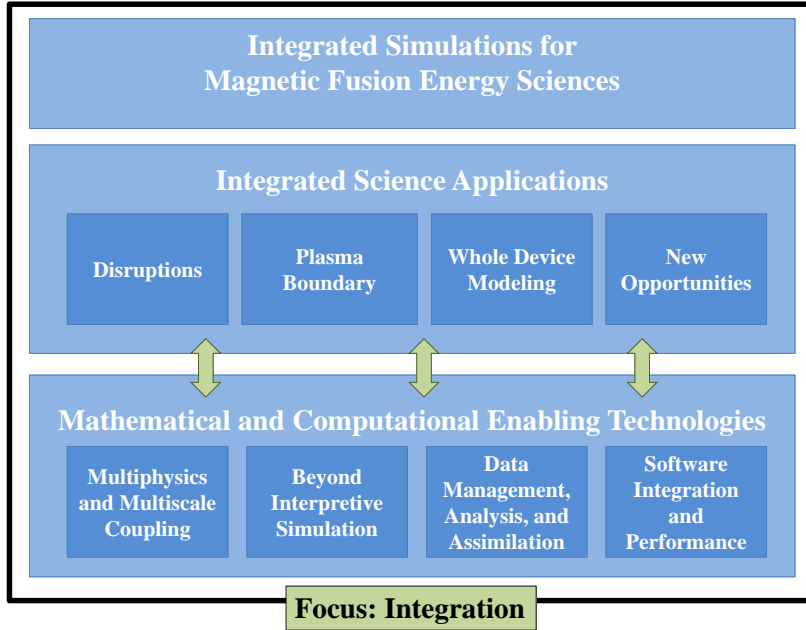 Integrated Simulations for
Magnetic Fusion Energy Sciences
Integrated Science Applications
Disruptions
Plasma
Boundary
Whole Device
Modeling
New
Opportunities
Mathematical and Computational Enabling Technologies
Multiphysics
and Multiscale
Coupling
Beyond
Interpretive
Simulation
Data
Management,
Analysis, and
Assimilation
Software
Integration
and
Performance
Focus: Integration